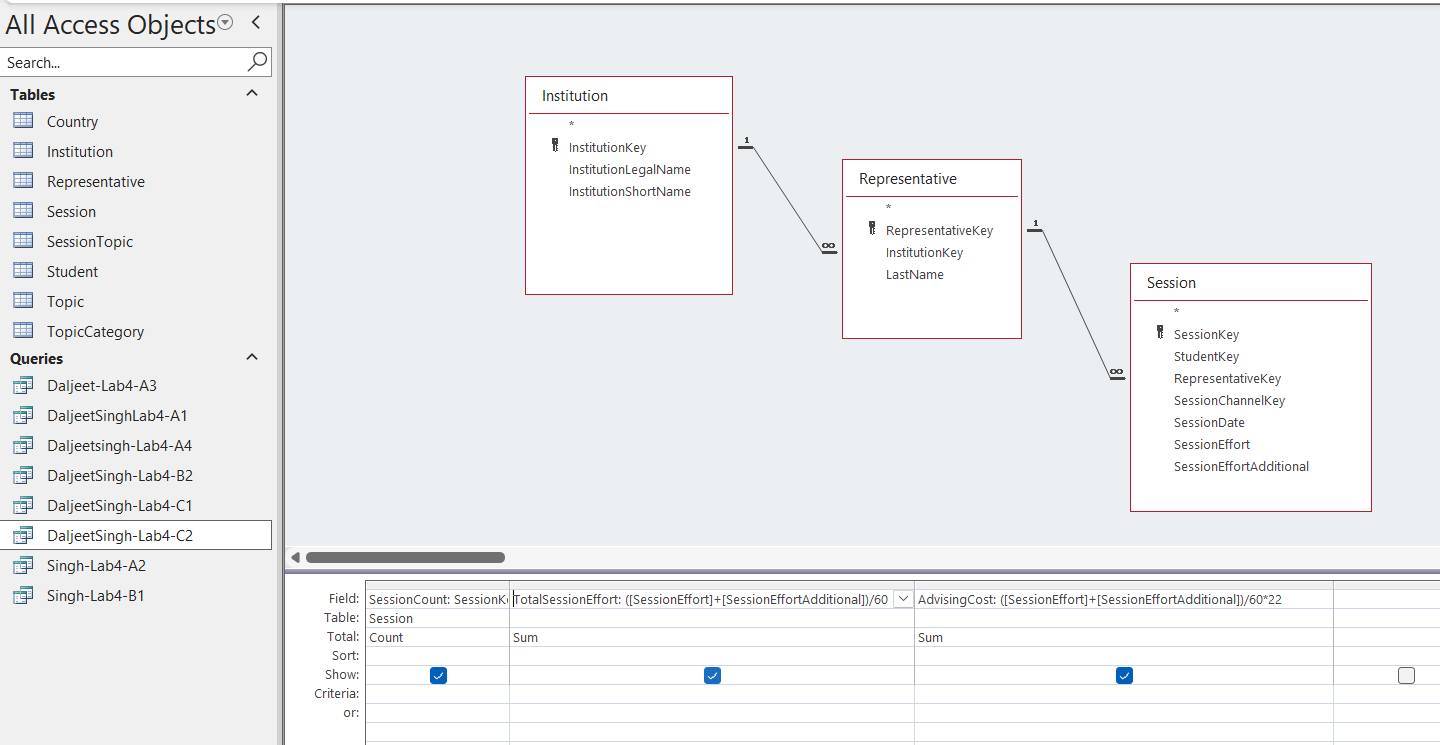 All Access Objects
Search...
Tables
Country
Institution
Representative
Session
SessionTopic
Student
Topic
TopicCategory
Queries
Daljeet-Lab4-A3
DaljeetSinghLab4-A1
Daljeetsingh-Lab4-A4
DaljeetSingh-Lab4-B2
DaljeetSingh-Lab4-C1
DaljeetSingh-Lab4-C2
Singh-Lab4-A2
Singh-Lab4-B1
Institution
*
InstitutionKey
InstitutionLegalName
InstitutionShortName
1
∞
Representative
*
RepresentativeKey
InstitutionKey
LastName
1
∞
Session
*
SessionKey
StudentKey
RepresentativeKey
SessionChannelKey
SessionDate
SessionEffort
SessionEffortAdditional
Field: SessionCount: SessionKe TotalSessionEffort: ([SessionEffort]+[SessionEffortAdditional])/60 AdvisingCost: ([SessionEffort]+[SessionEffortAdditional])/60*22
Table: Session
Total: Count Sum Sum
Sort:
Show:
Criteria:
or: